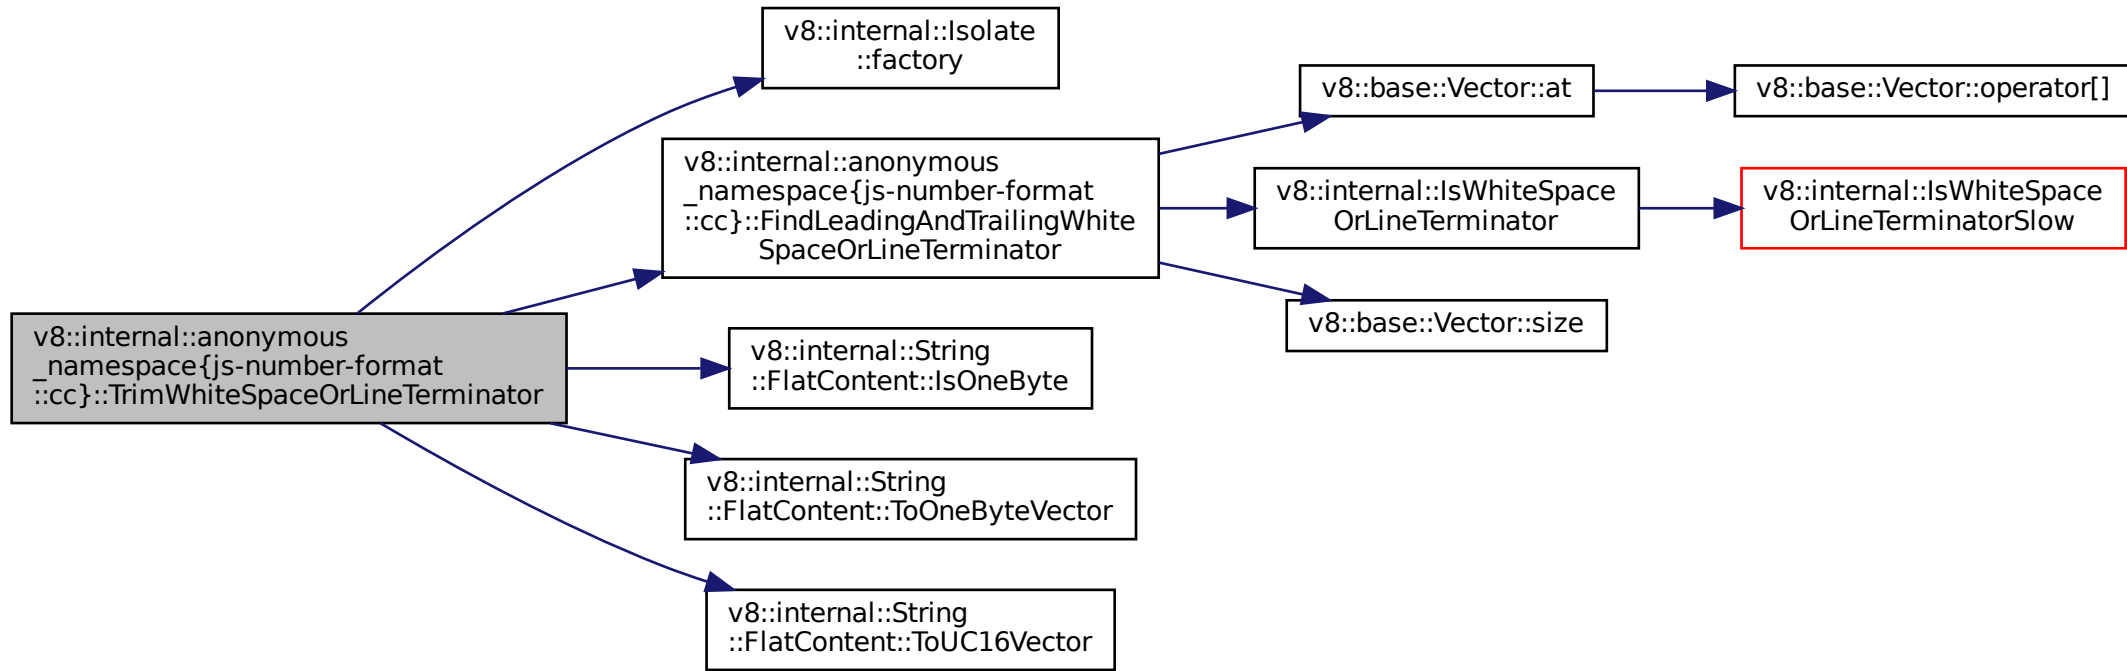 v8::internal::Isolate
::factory
v8::base::Vector::at
v8::base::Vector::operator[]
v8::internal::anonymous
_namespace{js-number-format
::cc}::FindLeadingAndTrailingWhite
SpaceOrLineTerminator
v8::internal::IsWhiteSpace
OrLineTerminator
v8::internal::IsWhiteSpace
OrLineTerminatorSlow
v8::base::Vector::size
v8::internal::anonymous
_namespace{js-number-format
::cc}::TrimWhiteSpaceOrLineTerminator
v8::internal::String
::FlatContent::IsOneByte
v8::internal::String
::FlatContent::ToOneByteVector
v8::internal::String
::FlatContent::ToUC16Vector